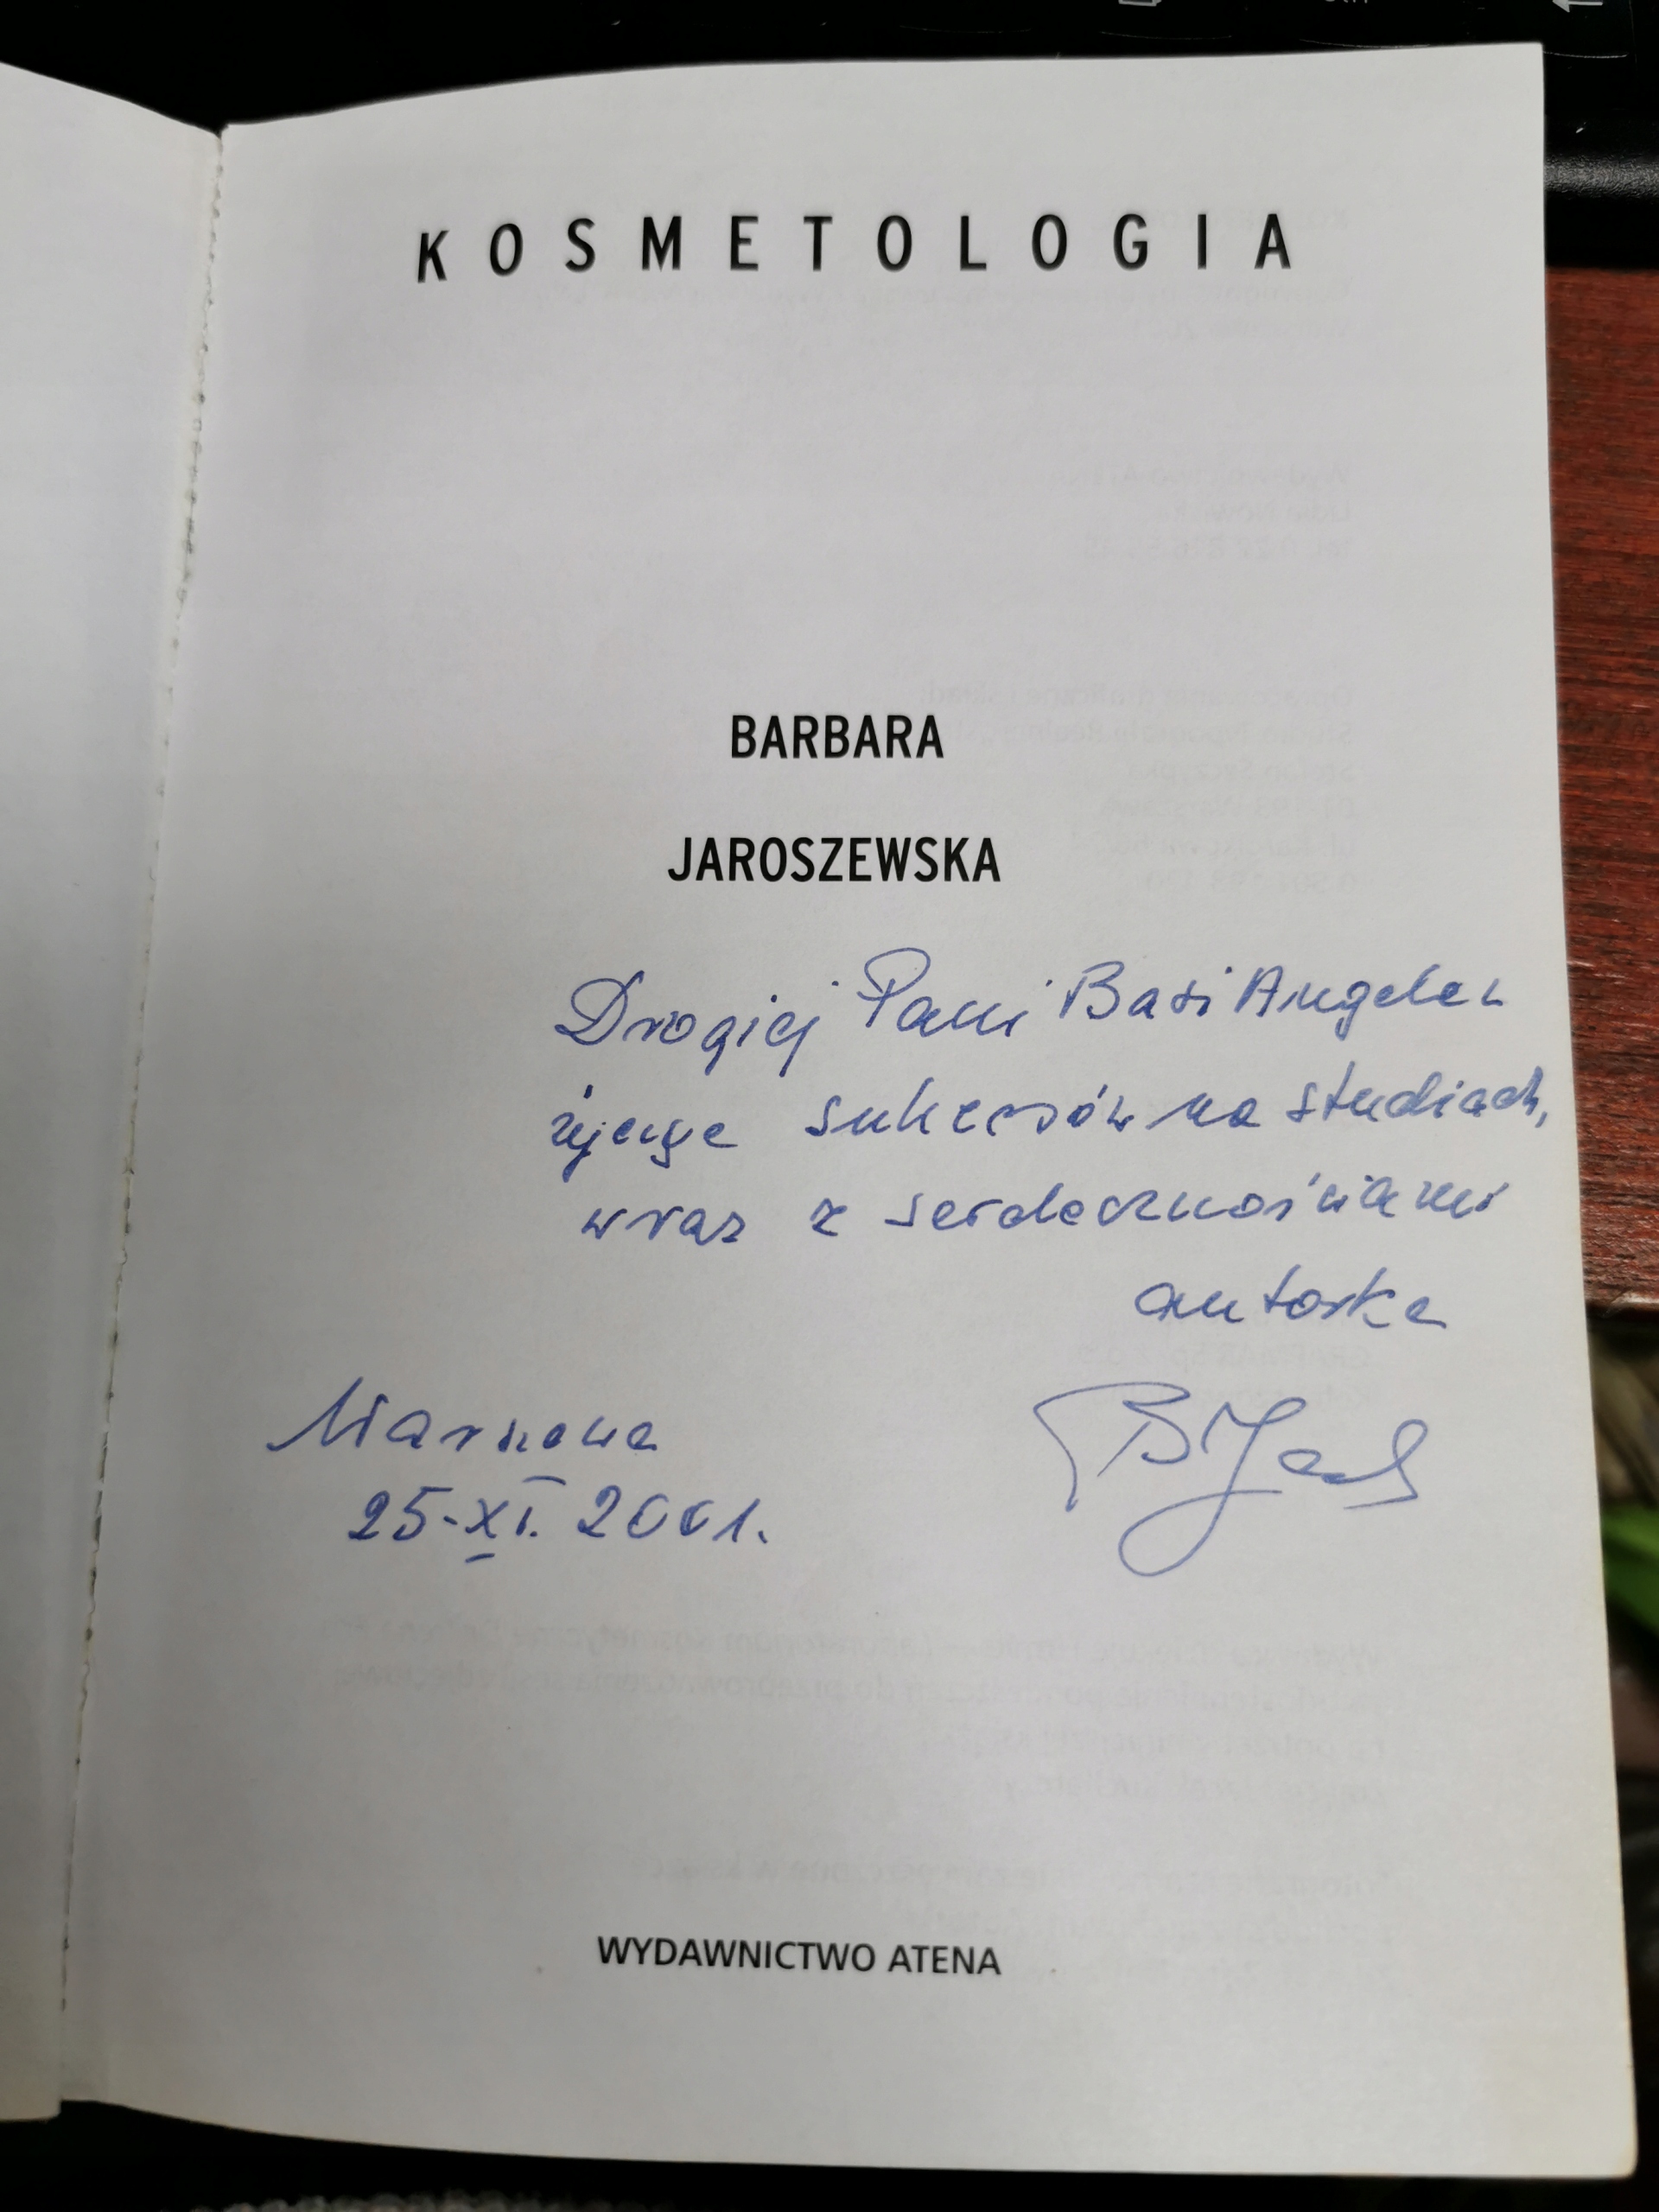 KOSMETOLOGIA
BARBARA
JAROSZEWSKA
Drogiej Pani Basi
życzę sukcesów na studiach,
wraz z serdecznościami
autorka
Warszawa
25-XI. 2001.
WYDAWNICTWO ATENA